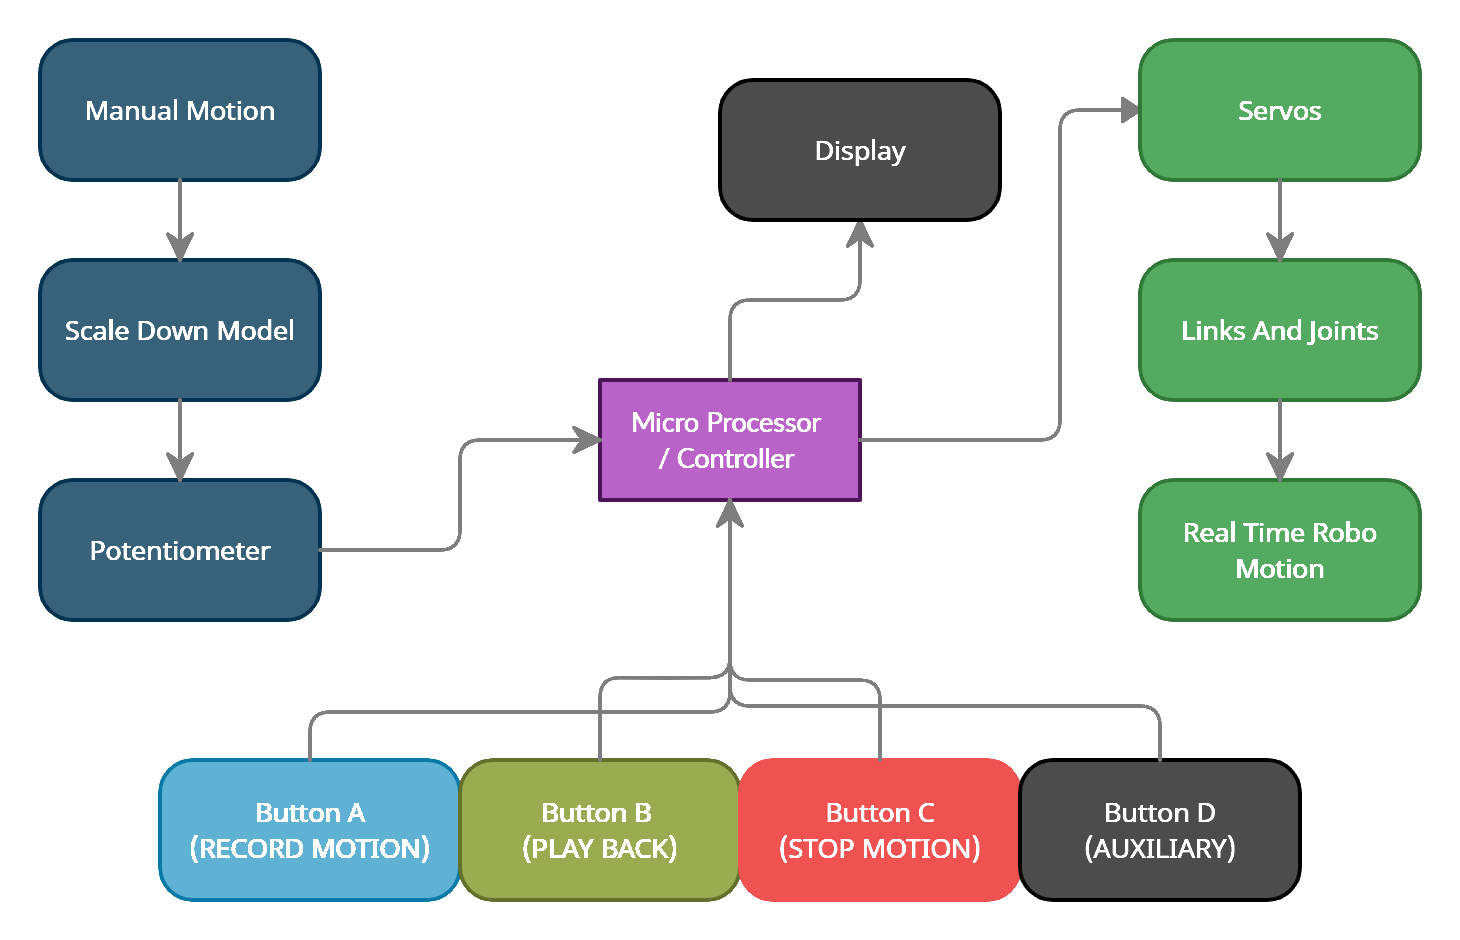 Manual Motion
Display
Servos
Scale Down Model
Links And Joints
Micro Processor
/ Controller
Potentiometer
Real Time Robo
Motion
Button A
(RECORD MOTION)
Button B
(PLAY BACK)
Button C
(STOP MOTION)
Button D
(AUXILIARY)